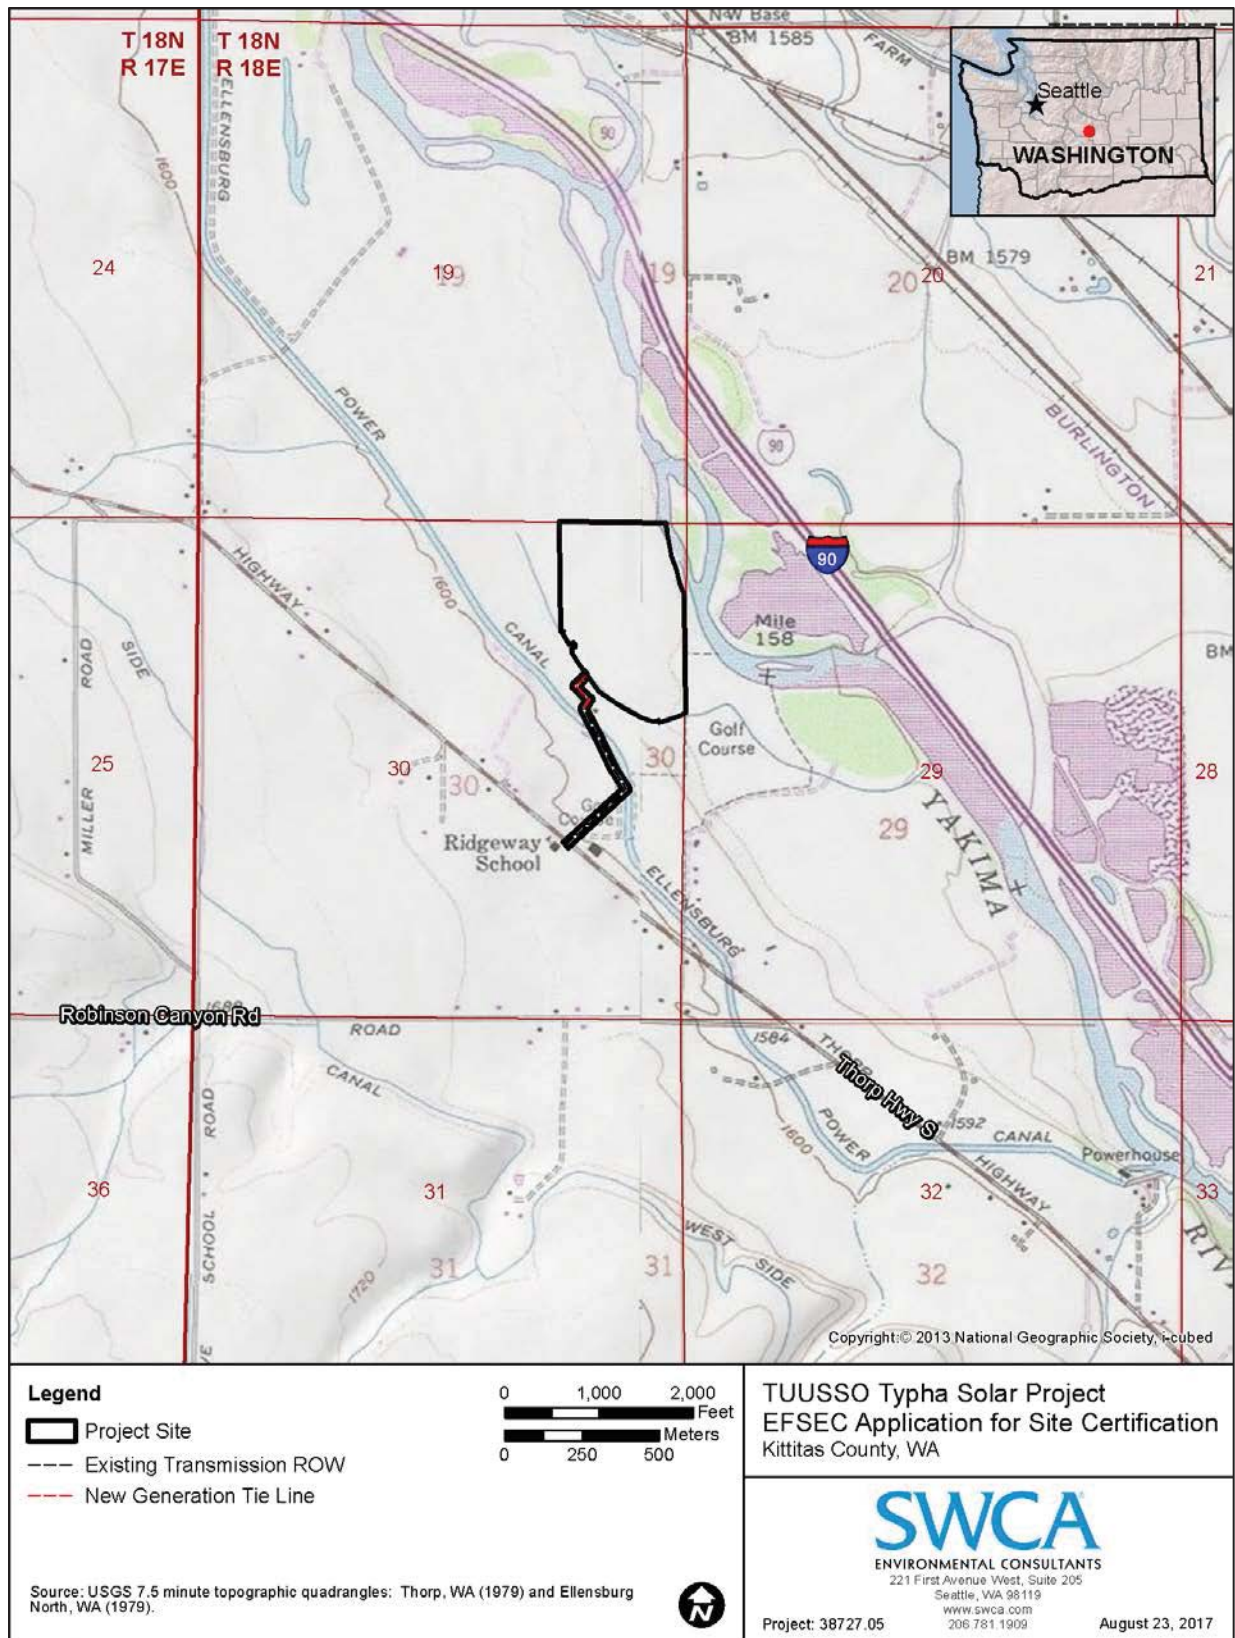 T 18N
R 17E
T 18N
R 18E
N W Base
BM 1585
FARM
ELLENSBURG
90
Seattle
WASHINGTON
1600
24
19
19
19
20
20
BM 1579
21
POWER
90
BURLINGTON
HIGHWAY
1600
CANAL
90
Mile
158
BM
ROAD
SIDE
Golf
Course
25
30
30
30
29
28
MILLER
Ridgeway
School
29
YAKIMA
ELLENSBURG
1680
Robinson Canyon Rd
ROAD
1584
THORP
Thorp Hwy S
CANAL
ROAD
1592
POWER
CANAL
1600
HIGHWAY
Powerhouse
36
31
32
33
SCHOOL
WEST
SIDE
31
31
32
1720
Copyright:© 2013 National Geographic Society, i-cubed
Legend
Project Site
Existing Transmission ROW
New Generation Tie Line
0 1,000 2,000
Feet
Meters
0 250 500
Source: USGS 7.5 minute topographic quadrangles: Thorp, WA (1979) and Ellensburg
North, WA (1979).
N
TUUSSO Typha Solar Project
EFSEC Application for Site Certification
Kittitas County, WA
SWCA
ENVIRONMENTAL CONSULTANTS
221 First Avenue West, Suite 205
Seattle, WA 98119
www.swca.com
206.781.1909
Project: 38727.05
August 23, 2017